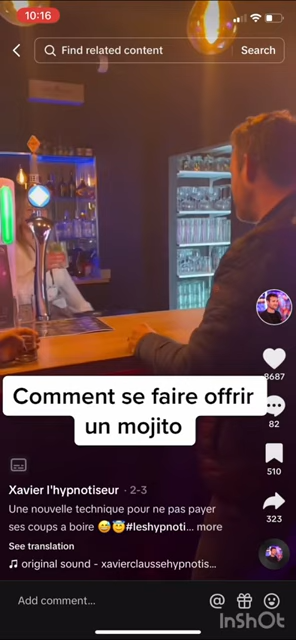 10:16
Find related content
Search
Comment se faire offrir
un mojito
8687
82
510
323
Xavier l'hypnotiseur · 2-3
Une nouvelle technique pour ne pas payer
ses coups a boire 😅😇#leshypnoti... more
See translation
original sound - xavierclaussehypnotis...
Add comment...
@
InShOt